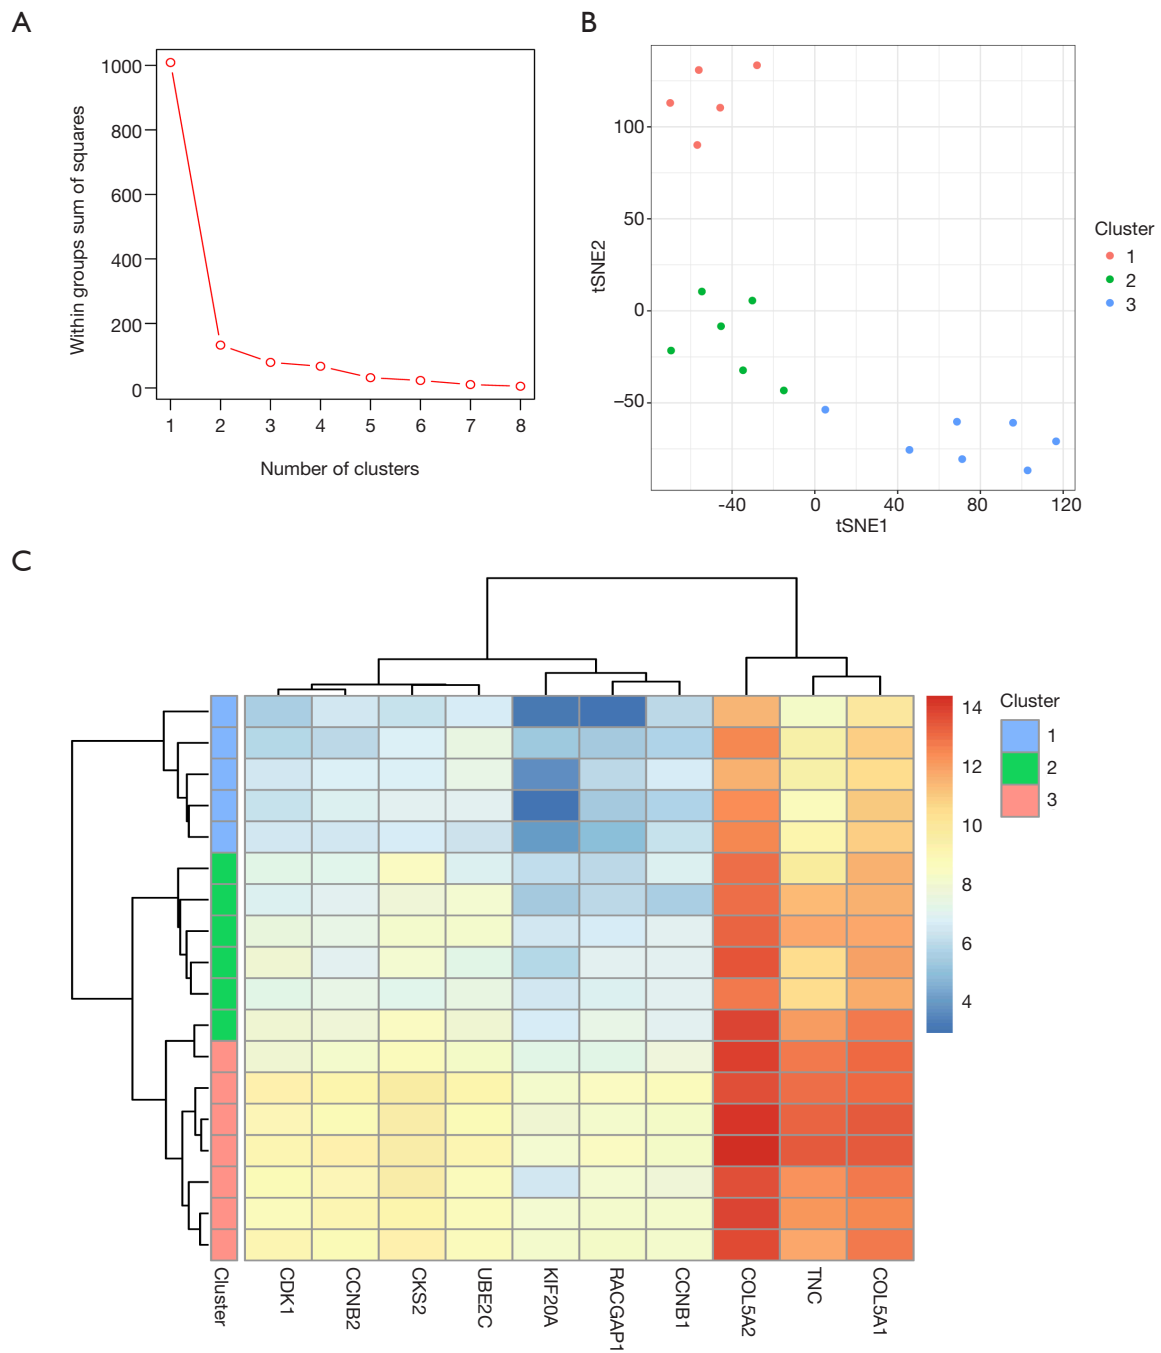 A
Within groups sum of squares
1000
800
600
400
200
0
1 2 3 4 5 6 7 8
Number of clusters
B
tSNE2
100
50
0
−50
-40 0 40 80 120
tSNE1
Cluster
1
2
3
C
14
12
10
8
6
4
Cluster
1
2
3
Cluster
CDK1
CCNB2
CKS2
UBE2C
KIF20A
RACGAP1
CCNB1
COL5A2
TNC
COL5A1